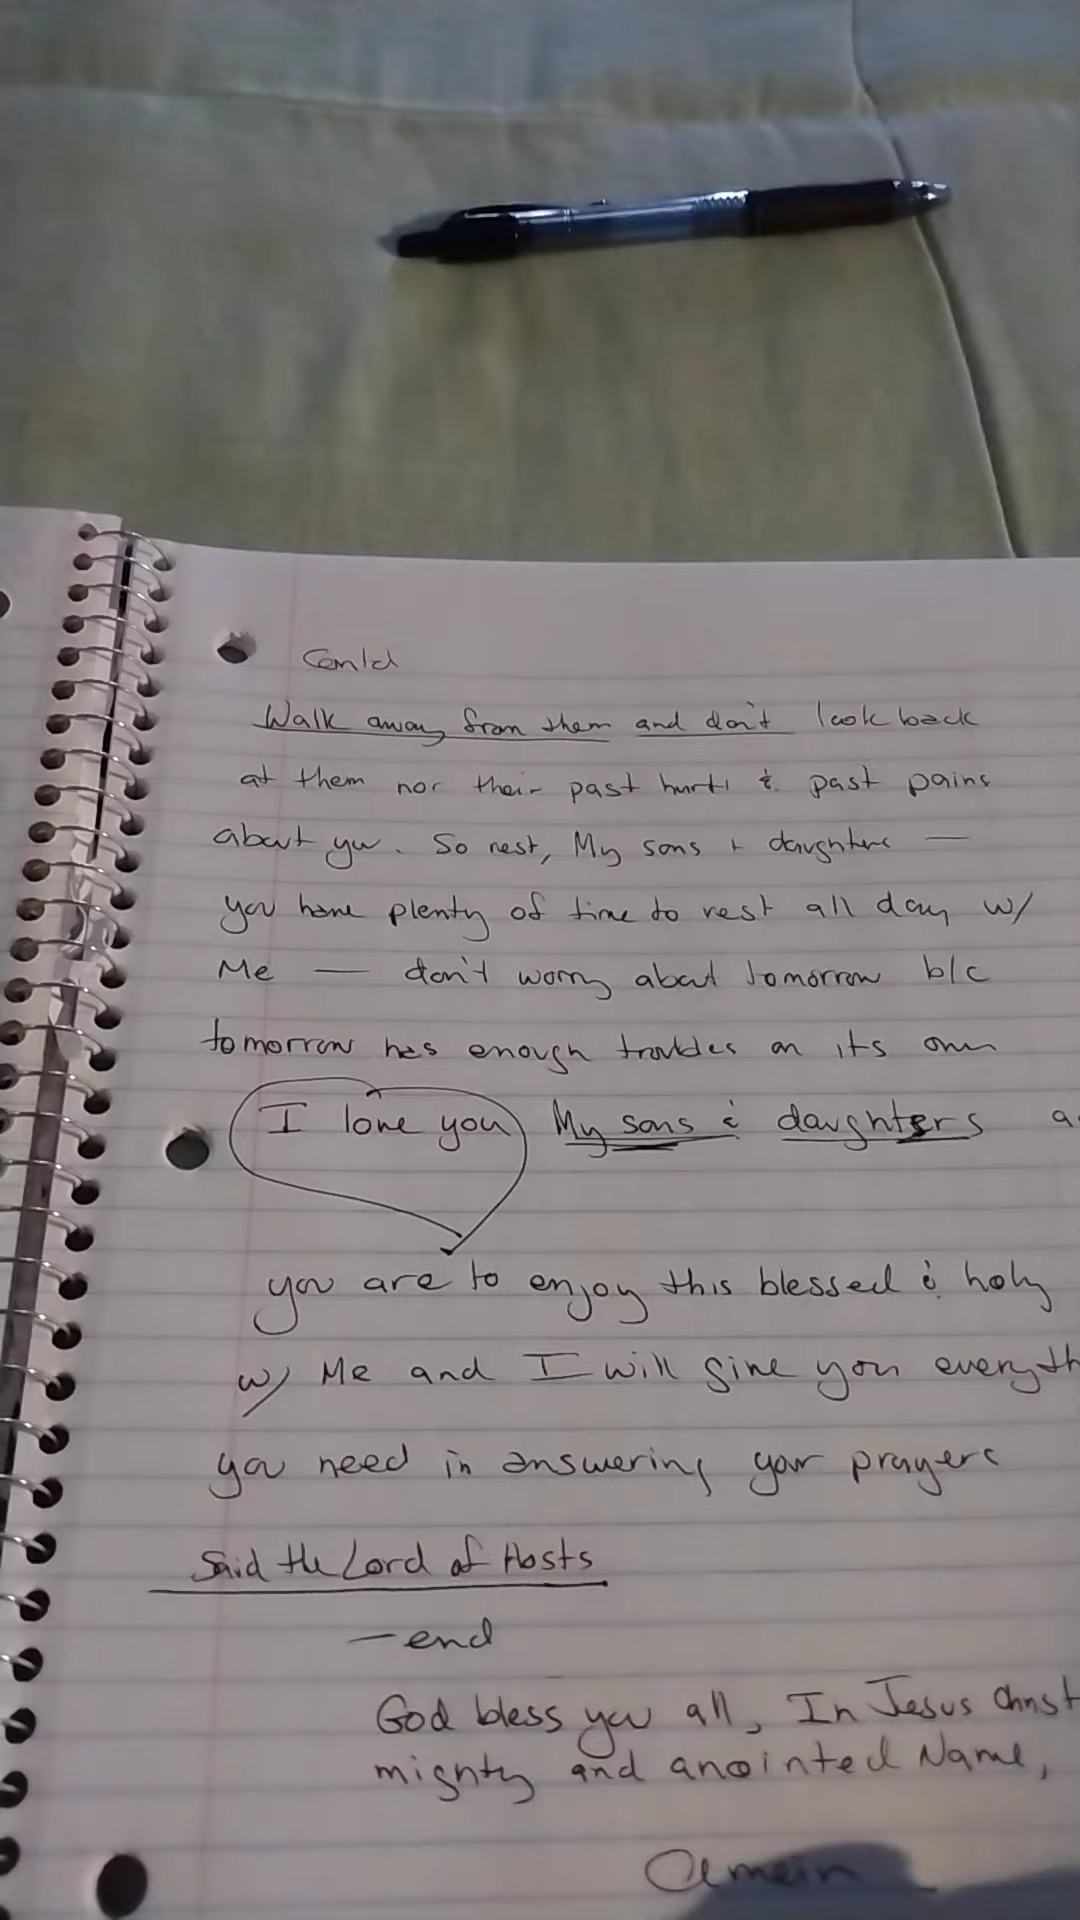 Cont'd
Walk away from them and don't look back
at them nor their past hurts & past pains
about you. So rest, My sons + daughters —
you have plenty of time to rest all day w/
Me — don't worry about tomorrow b/c
tomorrow has enough troubles on its own
I love you My sons & daughters
you are to enjoy this blessed & holy
w/ Me and I will give you everyth
you need in answering your prayers
Said the Lord of Hosts
—end
God bless you all, In Jesus Christ
mighty and anointed Name,
Amein